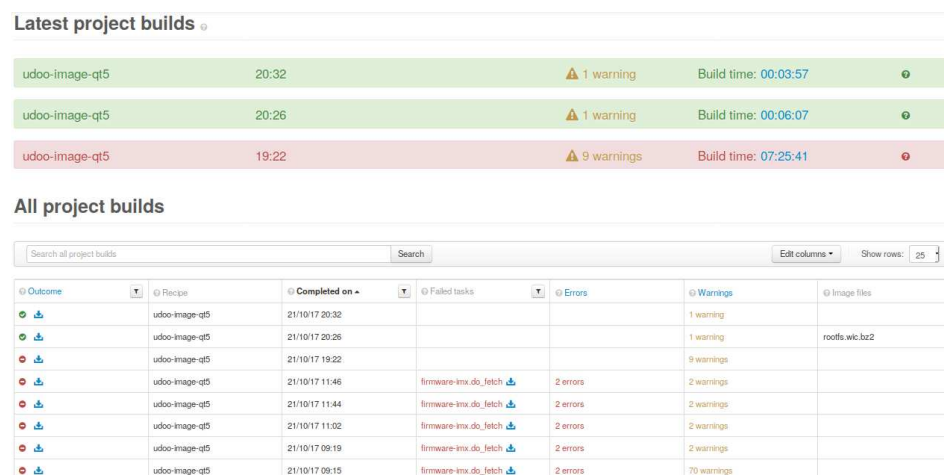 Latest project builds
udoo-image-qt5 20:32 1 warning Build time: 00:03:57
udoo-image-qt5 20:26 1 warning Build time: 00:06:07
udoo-image-qt5 19:22 9 warnings Build time: 07:25:41
All project builds
Search all project builds Search Edit columns Show rows: 25
Outcome Recipe Completed on Failed tasks Errors Warnings Image files
udoo-image-qt5 21/10/17 20:32 1 warning
udoo-image-qt5 21/10/17 20:26 1 warning rootfs.wic.bz2
udoo-image-qt5 21/10/17 19:22 9 warnings
udoo-image-qt5 21/10/17 11:46 firmware-imx.do_fetch 2 errors 2 warnings
udoo-image-qt5 21/10/17 11:44 firmware-imx.do_fetch 2 errors 2 warnings
udoo-image-qt5 21/10/17 11:02 firmware-imx.do_fetch 2 errors 2 warnings
udoo-image-qt5 21/10/17 09:19 firmware-imx.do_fetch 2 errors 2 warnings
udoo-image-qt5 21/10/17 09:15 firmware-imx.do_fetch 2 errors 70 warnings